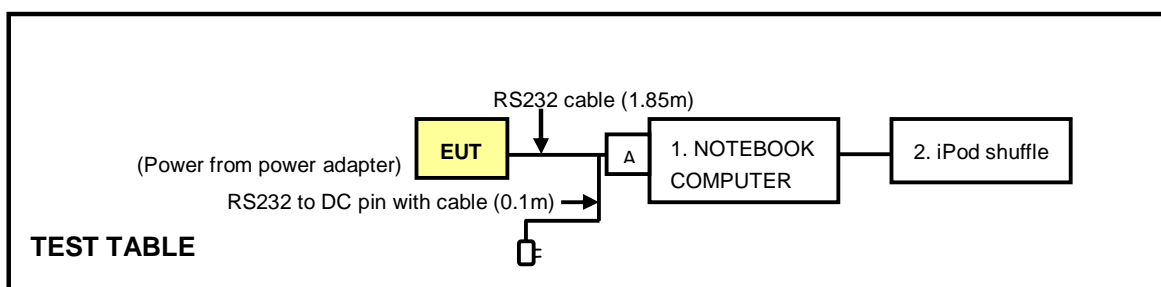 RS232 cable (1.85m)
EUT
(Power from power adapter)
A
1. NOTEBOOK
COMPUTER
2. iPod shuffle
RS232 to DC pin with cable (0.1m)
TEST TABLE